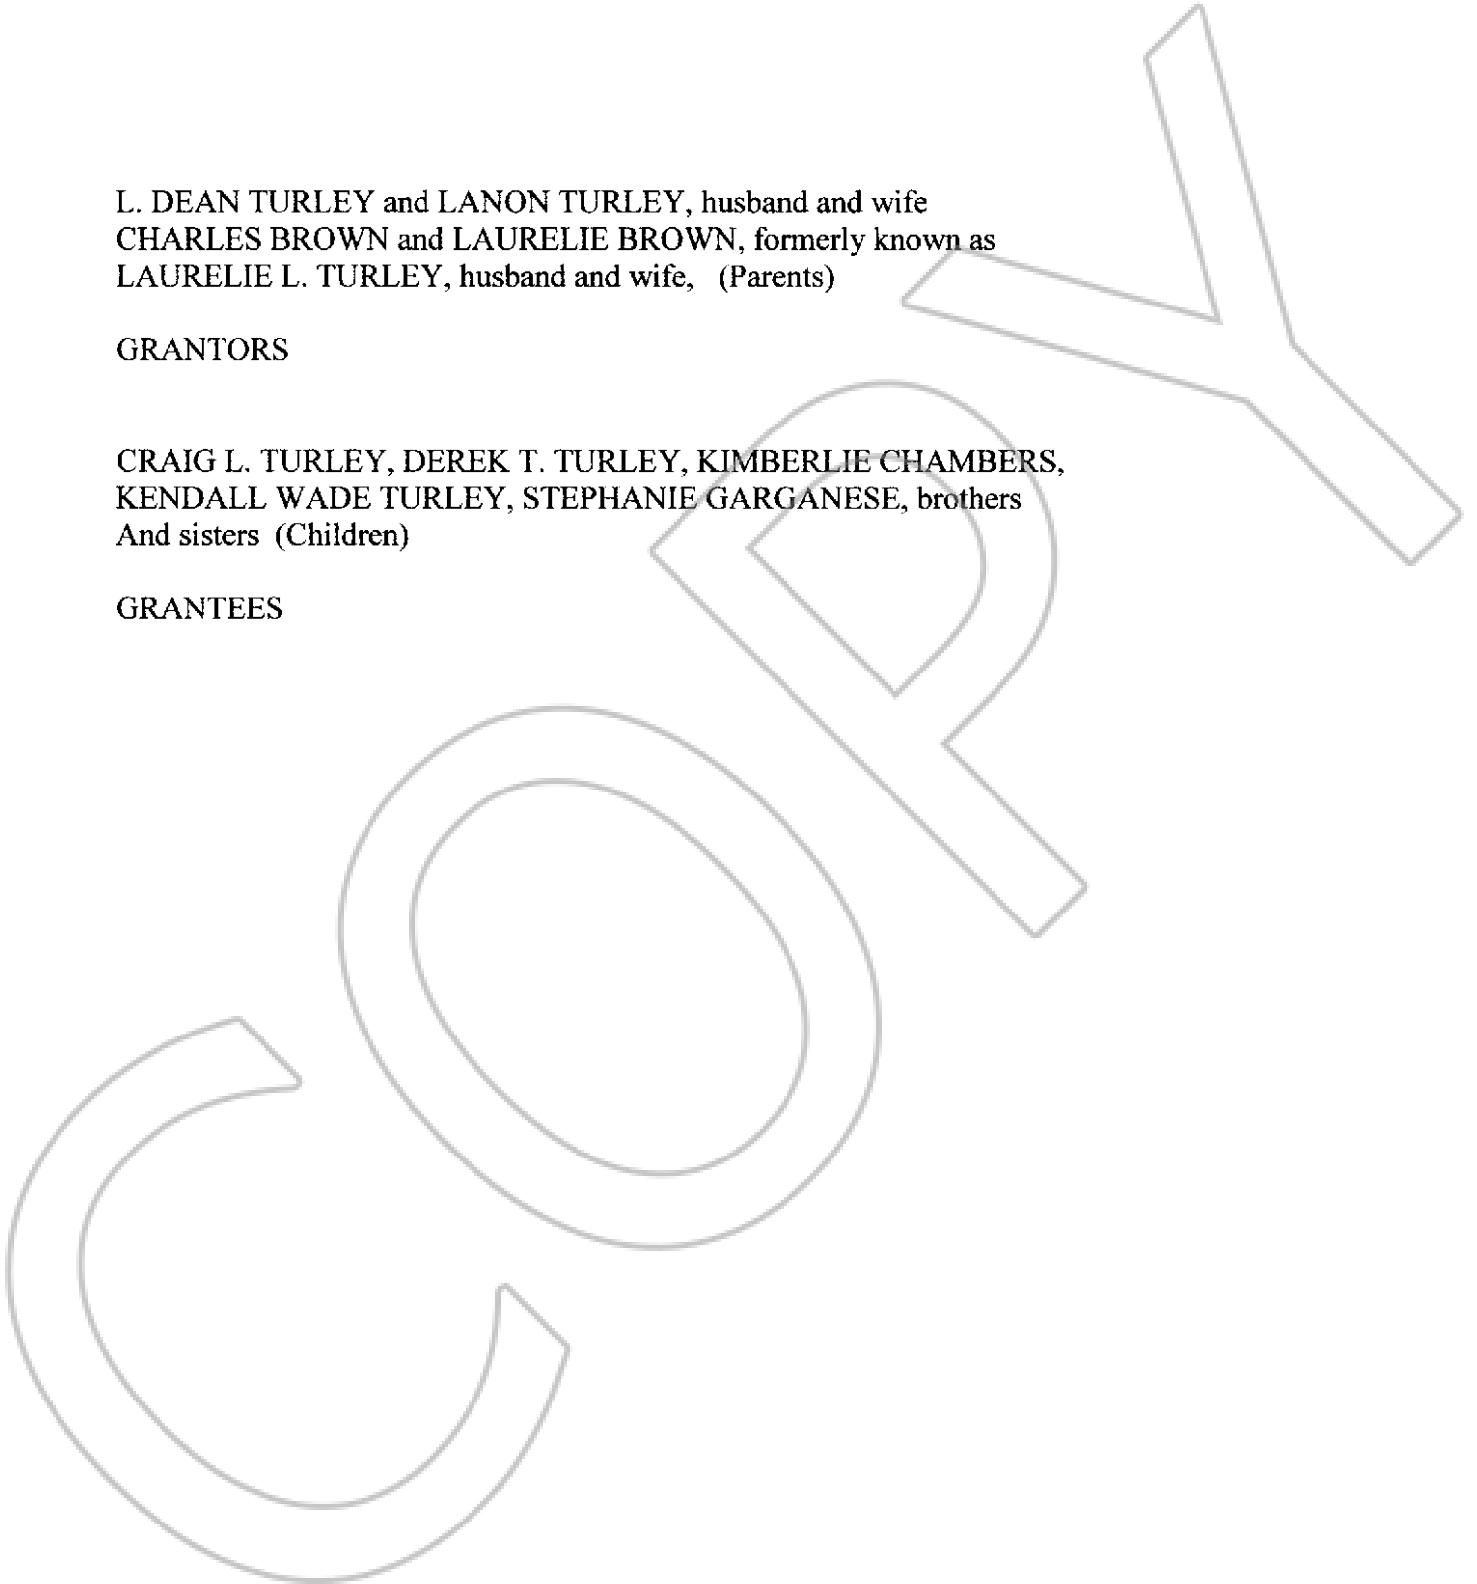 L. DEAN TURLEY and LANON TURLEY, husband and wife
CHARLES BROWN and LAURELIE BROWN, formerly known as
LAURELIE L. TURLEY, husband and wife, (Parents)
GRANTORS
CRAIG L. TURLEY, DEREK T. TURLEY, KIMBERLIE CHAMBERS,
KENDALL WADE TURLEY, STEPHANIE GARGANESE, brothers
And sisters (Children)
GRANTEES
COPY